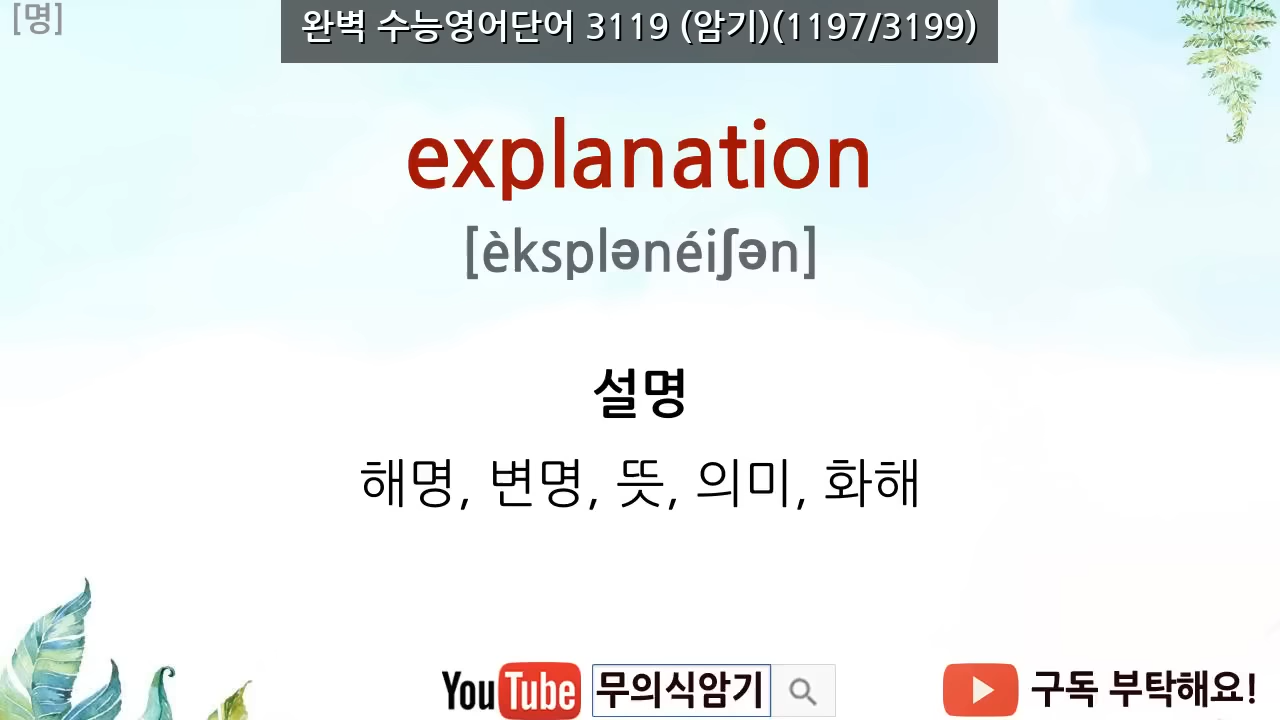 [명]
완벽 수능영어단어 3119 (암기)(1197/3199)
explanation
[èksplənéiʃən]
설명
해명, 변명, 뜻, 의미, 화해
YouTube 무의식암기
구독 부탁해요!